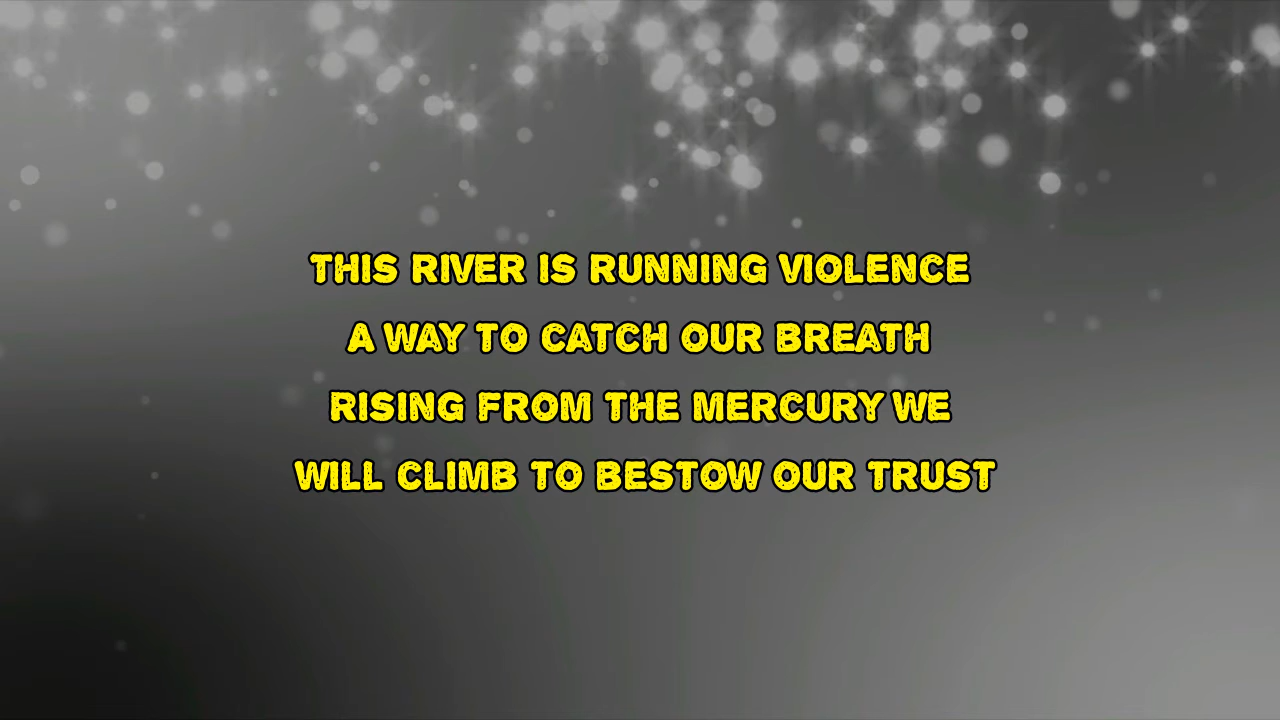 THIS RIVER IS RUNNING VIOLENCE
A WAY TO CATCH OUR BREATH
RISING FROM THE MERCURY WE
WILL CLIMB TO BESTOW OUR TRUST